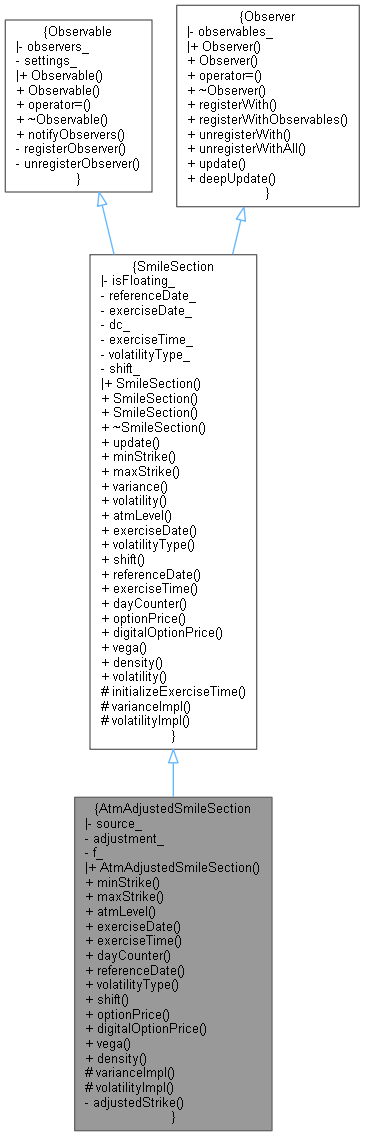 {Observable
|- observers_
- settings_
|+ Observable()
+ Observable()
+ operator=()
+ ~Observable()
+ notifyObservers()
- registerObserver()
- unregisterObserver()
}
{Observer
|- observables_
|+ Observer()
+ Observer()
+ operator=()
+ ~Observer()
+ registerWith()
+ registerWithObservables()
+ unregisterWith()
+ unregisterWithAll()
+ update()
+ deepUpdate()
}
{SmileSection
|- isFloating_
- referenceDate_
- exerciseDate_
- dc_
- exerciseTime_
- volatilityType_
- shift_
|+ SmileSection()
+ SmileSection()
+ SmileSection()
+ ~SmileSection()
+ update()
+ minStrike()
+ maxStrike()
+ variance()
+ volatility()
+ atmLevel()
+ exerciseDate()
+ volatilityType()
+ shift()
+ referenceDate()
+ exerciseTime()
+ dayCounter()
+ optionPrice()
+ digitalOptionPrice()
+ vega()
+ density()
+ volatility()
# initializeExerciseTime()
# varianceImpl()
# volatilityImpl()
}
{AtmAdjustedSmileSection
|- source_
- adjustment_
- f_
|+ AtmAdjustedSmileSection()
+ minStrike()
+ maxStrike()
+ atmLevel()
+ exerciseDate()
+ exerciseTime()
+ dayCounter()
+ referenceDate()
+ volatilityType()
+ shift()
+ optionPrice()
+ digitalOptionPrice()
+ vega()
+ density()
# varianceImpl()
# volatilityImpl()
- adjustedStrike()
}